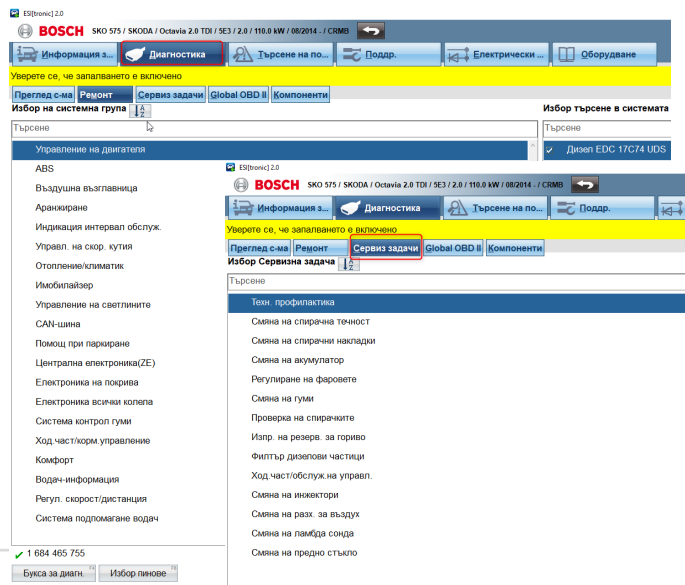 ESI[tronic] 2.0
BOSCH SKO 575 / SKODA / Octavia 2.0 TDI / 5E3 / 2.0 / 110.0 kW / 08/2014 - / CRMB
Информация з... Диагностика Търсене на по... Поддр. Електрически ... Оборудване
Уверете се, че запалването е включено
Преглед с-ма Ремонт Сервиз задачи Global OBD II Компоненти
Избор на системна група Избор търсене в системата
Търсене Търсене
Управление на двигателя Дизел EDC 17C74 UDS
ABS
Въздушна възглавница
Аранжиране
Индикация интервал обслуж.
Управл. на скор. кутия
Отопление/климатик
Имобилайзер
Управление на светлините
CAN-шина
Помощ при паркиране
Централна електроника(ZE)
Електроника на покрива
Електроника всички колела
Система контрол гуми
Ход.част/корм.управление
Комфорт
Водач-информация
Регул. скорост/дистанция
Система подпомагане водач
1 684 465 755
Букса за диагн. Избор пинове
ESI[tronic] 2.0
BOSCH SKO 575 / SKODA / Octavia 2.0 TDI / 5E3 / 2.0 / 110.0 kW / 08/2014 - / CRMB
Информация з... Диагностика Търсене на по... Поддр.
Уверете се, че запалването е включено
Преглед с-ма Ремонт Сервиз задачи Global OBD II Компоненти
Избор Сервизна задача
Търсене
Техн. профилактика
Смяна на спирачна течност
Смяна на спирачни накладки
Смяна на акумулатор
Регулиране на фаровете
Смяна на гуми
Проверка на спирачките
Изпр. на резерв. за гориво
Филтър дизелови частици
Ход.част/обслуж.на управл.
Смяна на инжектори
Смяна на разх. за въздух
Смяна на ламбда сонда
Смяна на предно стъкло